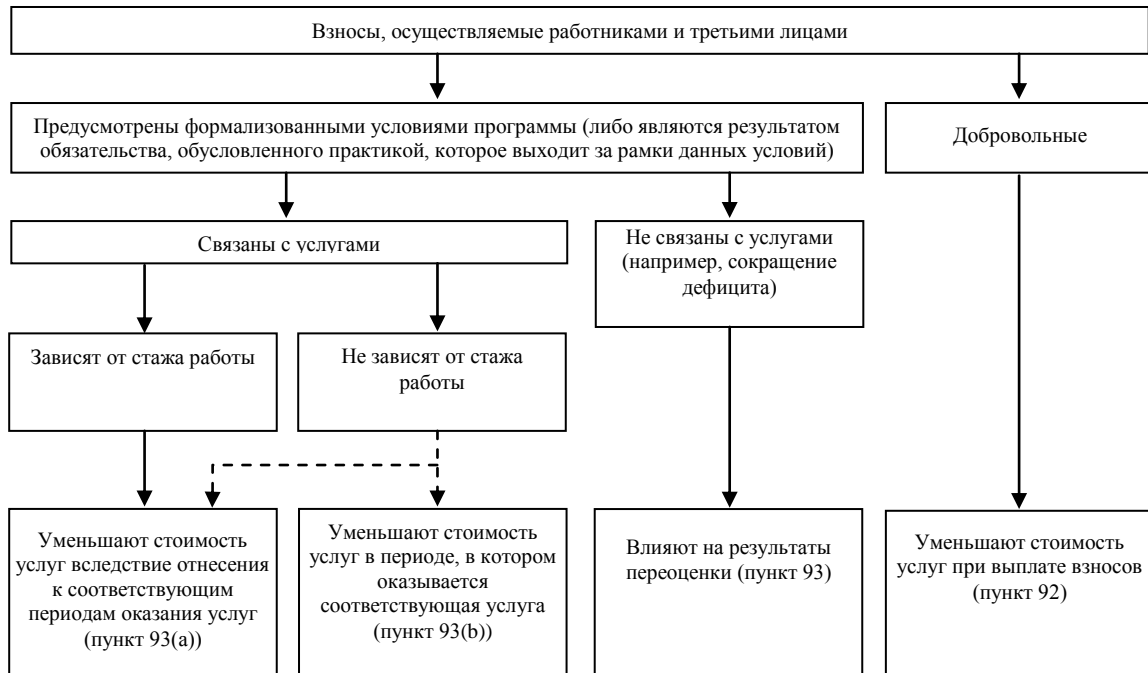 Взносы, осуществляемые работниками и третьими лицами
Предусмотрены формализованными условиями программы (либо являются результатом
обязательства, обусловленного практикой, которое выходит за рамки данных условий)
Добровольные
Связаны с услугами
Не связаны с услугами
(например, сокращение
дефицита)
Зависят от стажа работы
Не зависят от стажа
работы
Уменьшают стоимость
услуг вследствие отнесения
к соответствующим
периодам оказания услуг
(пункт 93(a))
Уменьшают стоимость
услуг в периоде, в котором
оказывается
соответствующая услуга
(пункт 93(b))
Влияют на результаты
переоценки (пункт 93)
Уменьшают стоимость
услуг при выплате взносов
(пункт 92)